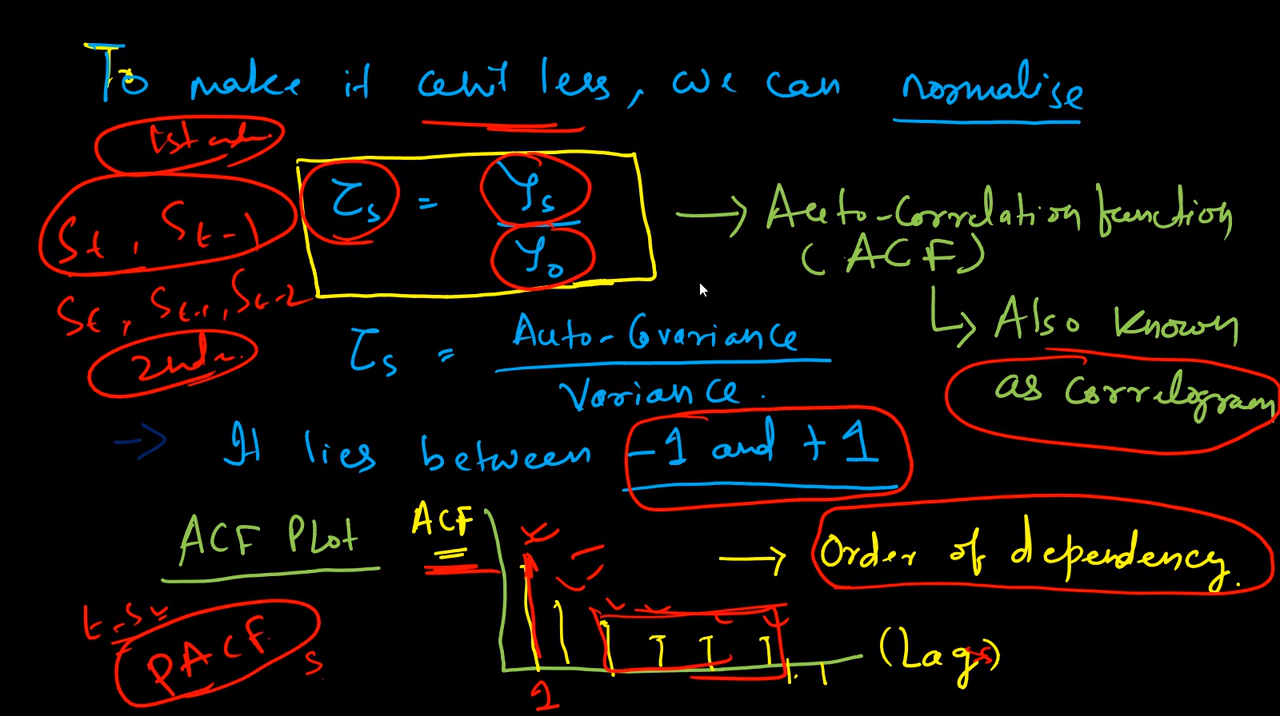 To make it unit less, we can normalise
1st order
τs = γs / γo → Auto-Correlation function
(ACF)
St, St-1
St, St-1, St-2
↳ Also known
as correlogram
τs = Auto-Covariance / Variance.
2nd
→ It lies between -1 and +1
ACF Plot
ACF
→ Order of dependency.
PACF
s
1
(Lags)